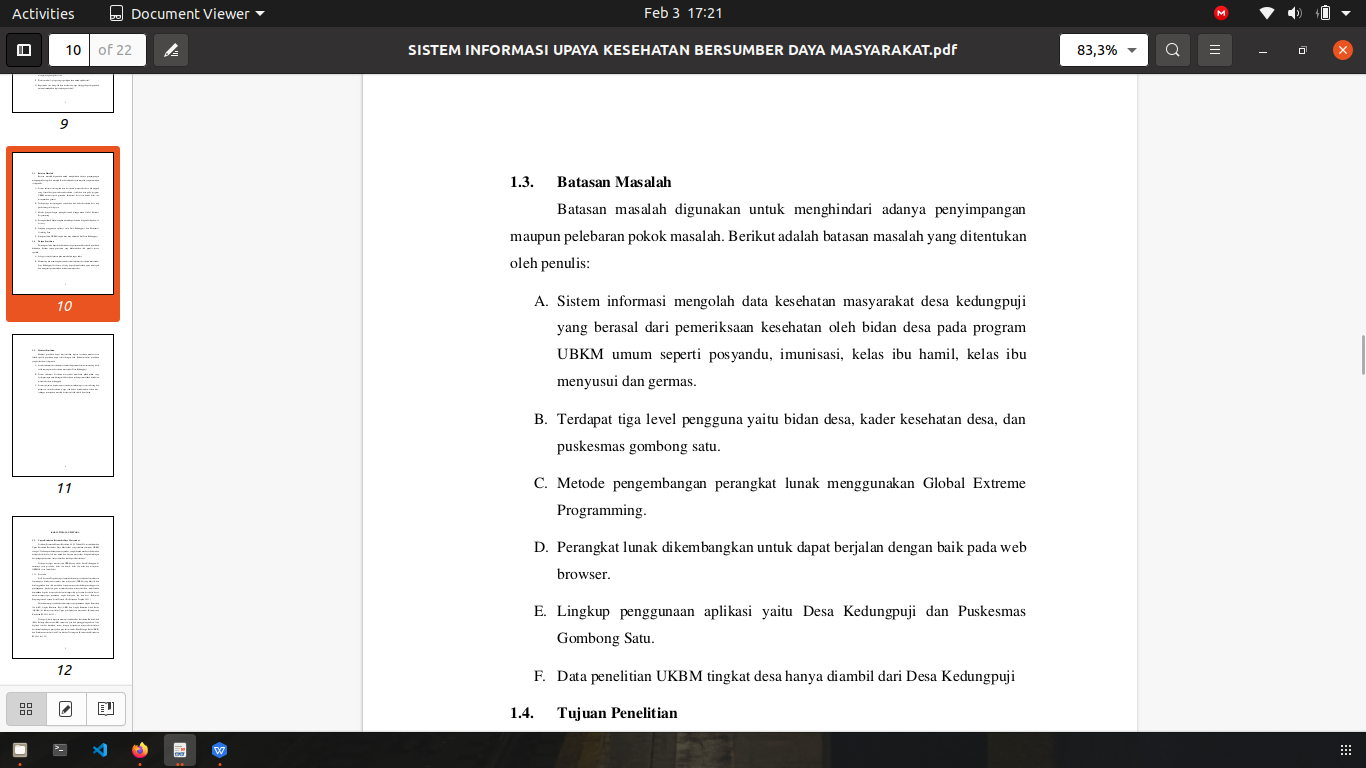 Activities
Document Viewer
Feb 3 17:21
10
of 22
SISTEM INFORMASI UPAYA KESEHATAN BERSUMBER DAYA MASYARAKAT.pdf
83,3%
9
10
11
12
1.3. Batasan Masalah
Batasan masalah digunakan untuk menghindari adanya penyimpangan
maupun pelebaran pokok masalah. Berikut adalah batasan masalah yang ditentukan
oleh penulis:
A. Sistem informasi mengolah data kesehatan masyarakat desa kedungpuji
yang berasal dari pemeriksaan kesehatan oleh bidan desa pada program
UBKM umum seperti posyandu, imunisasi, kelas ibu hamil, kelas ibu
menyusui dan germas.
B. Terdapat tiga level pengguna yaitu bidan desa, kader kesehatan desa, dan
puskesmas gombong satu.
C. Metode pengembangan perangkat lunak menggunakan Global Extreme
Programming.
D. Perangkat lunak dikembangkan untuk dapat berjalan dengan baik pada web
browser.
E. Lingkup penggunaan aplikasi yaitu Desa Kedungpuji dan Puskesmas
Gombong Satu.
F. Data penelitian UKBM tingkat desa hanya diambil dari Desa Kedungpuji
1.4. Tujuan Penelitian